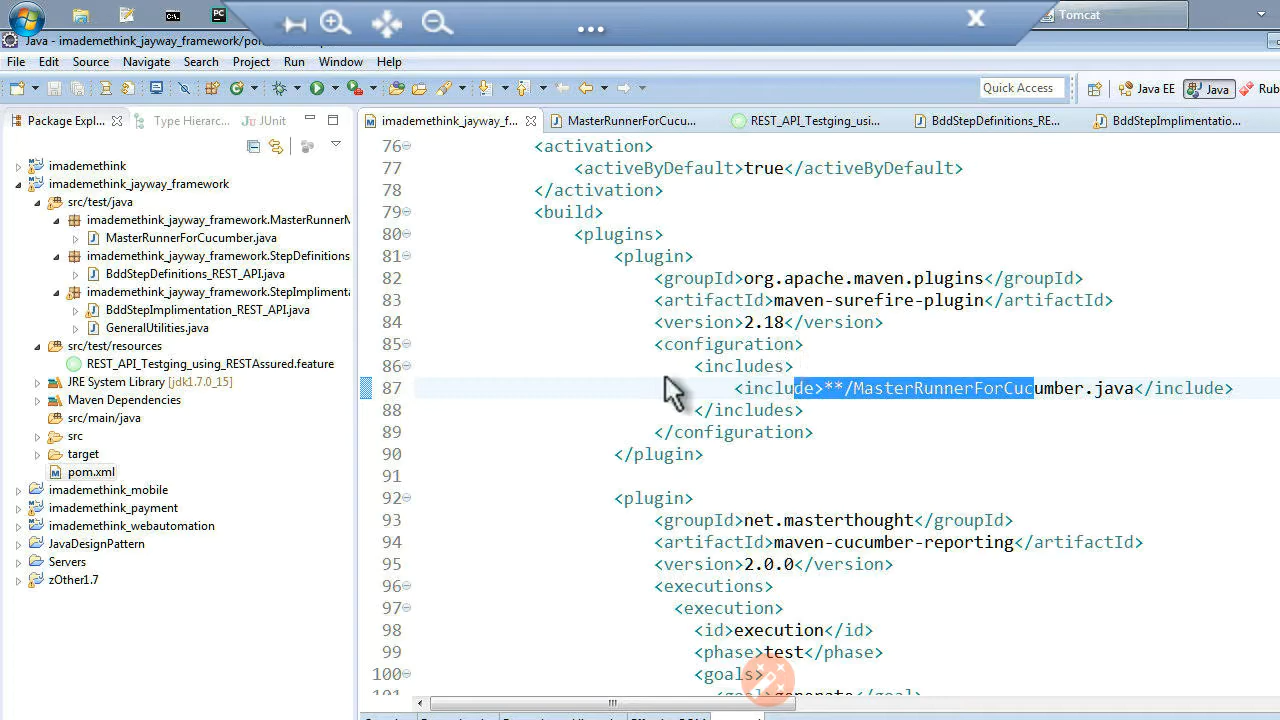 Tomcat
PC
Java - imademethink_jayway_framework/po
File Edit Source Refactor Navigate Search Project Run Window Help
Quick Access
Java EE
Java
Rub
Package Expl...
Type Hierarc...
JUnit
imademethink_jayway_f...
MasterRunnerForCucu...
REST_API_Testging_usi...
BddStepDefinitions_RE...
BddStepImplimentatio...
imademethink
imademethink_jayway_framework
src/test/java
imademethink_jayway_framework.MasterRunnerM
MasterRunnerForCucumber.java
imademethink_jayway_framework.StepDefinitions
BddStepDefinitions_REST_API.java
imademethink_jayway_framework.StepImplimenta
BddStepImplimentation_REST_API.java
GeneralUtilities.java
src/test/resources
REST_API_Testging_using_RESTAssured.feature
JRE System Library [jdk1.7.0_15]
Maven Dependencies
src/main/java
src
target
pom.xml
imademethink_mobile
imademethink_payment
imademethink_webautomation
JavaDesignPattern
Servers
zOther1.7
76 <activation>
77 <activeByDefault>true</activeByDefault>
78 </activation>
79 <build>
80 <plugins>
81 <plugin>
82 <groupId>org.apache.maven.plugins</groupId>
83 <artifactId>maven-surefire-plugin</artifactId>
84 <version>2.18</version>
85 <configuration>
86 <includes>
87 <include>**/MasterRunnerForCucumber.java</include>
88 </includes>
89 </configuration>
90 </plugin>
91
92 <plugin>
93 <groupId>net.masterthought</groupId>
94 <artifactId>maven-cucumber-reporting</artifactId>
95 <version>2.0.0</version>
96 <executions>
97 <execution>
98 <id>execution</id>
99 <phase>test</phase>
100 <goals>
101 <goal>generate</goal>